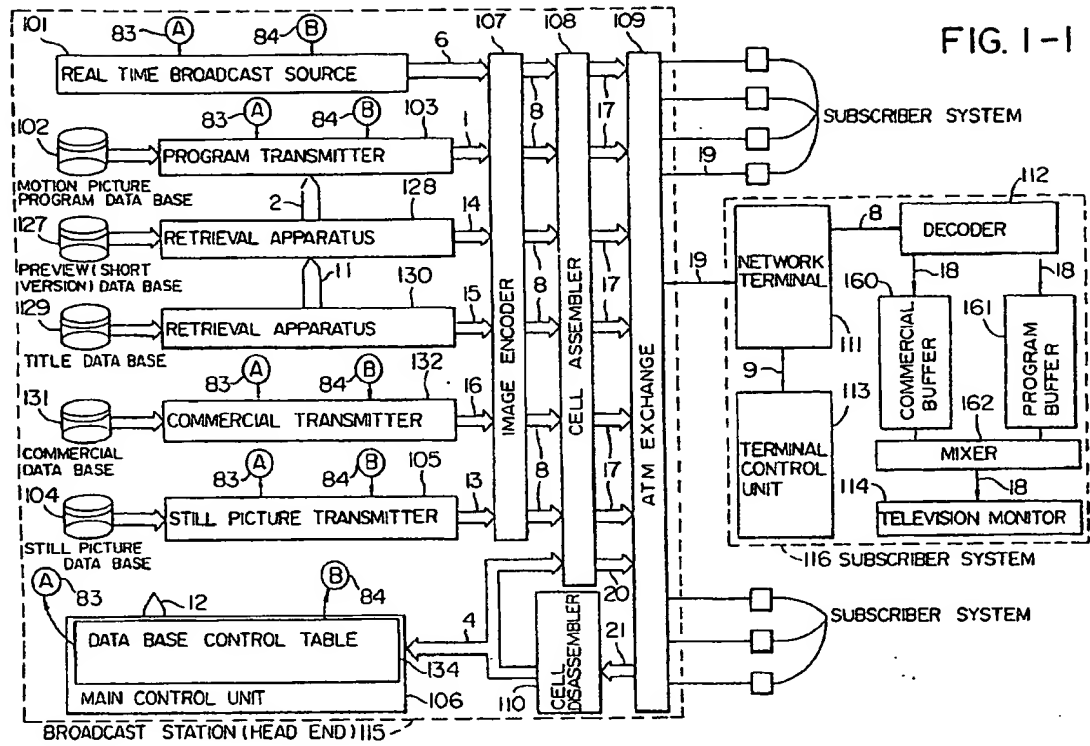 FIG. 1-1
101
83
A
84
B
6
107
108
109
REAL TIME BROADCAST SOURCE
8
17
102
83
A
84
B
103
1
PROGRAM TRANSMITTER
8
17
19
SUBSCRIBER SYSTEM
MOTION PICTURE
PROGRAM DATA BASE
2
128
14
127
RETRIEVAL APPARATUS
PREVIEW (SHORT
VERSION) DATA BASE
11
130
15
8
17
129
RETRIEVAL APPARATUS
TITLE DATA BASE
83
A
84
B
132
16
8
17
131
COMMERCIAL TRANSMITTER
COMMERCIAL
DATA BASE
83
A
84
B
105
13
8
17
104
STILL PICTURE TRANSMITTER
STILL PICTURE
DATA BASE
IMAGE ENCODER
CELL ASSEMBLER
ATM EXCHANGE
19
NETWORK
TERMINAL
111
8
112
DECODER
18
18
160
COMMERCIAL
BUFFER
161
PROGRAM
BUFFER
9
113
TERMINAL
CONTROL
UNIT
162
MIXER
114
18
TELEVISION MONITOR
116 SUBSCRIBER SYSTEM
A
83
12
B
84
4
20
21
DATA BASE CONTROL TABLE
134
MAIN CONTROL UNIT
106
110
CELL
DISASSEMBLER
SUBSCRIBER SYSTEM
BROADCAST STATION (HEAD END) 115